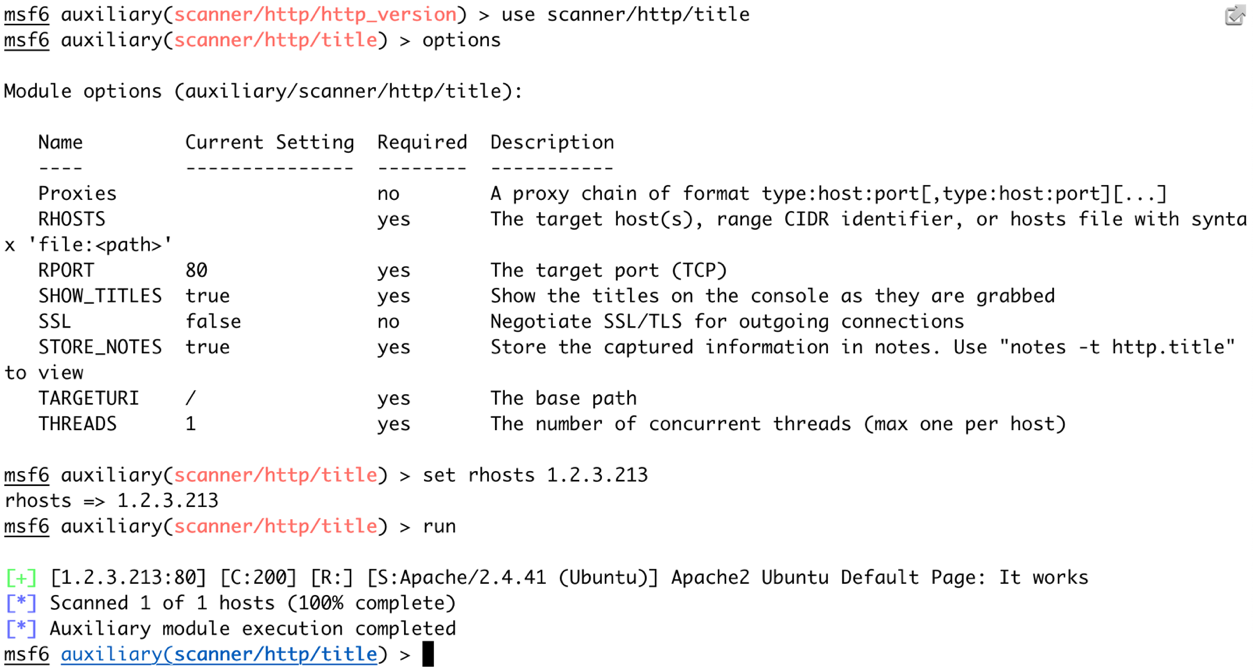 msf6 auxiliary(scanner/http/http_version) > use scanner/http/title
msf6 auxiliary(scanner/http/title) > options
Module options (auxiliary/scanner/http/title):
Name Current Setting Required Description
---- --------------- -------- -----------
Proxies no A proxy chain of format type:host:port[,type:host:port][...]
RHOSTS yes The target host(s), range CIDR identifier, or hosts file with synta
x 'file:<path>'
RPORT 80 yes The target port (TCP)
SHOW_TITLES true yes Show the titles on the console as they are grabbed
SSL false no Negotiate SSL/TLS for outgoing connections
STORE_NOTES true yes Store the captured information in notes. Use "notes -t http.title"
to view
TARGETURI / yes The base path
THREADS 1 yes The number of concurrent threads (max one per host)
msf6 auxiliary(scanner/http/title) > set rhosts 1.2.3.213
rhosts => 1.2.3.213
msf6 auxiliary(scanner/http/title) > run
[+] [1.2.3.213:80] [C:200] [R:] [S:Apache/2.4.41 (Ubuntu)] Apache2 Ubuntu Default Page: It works
[*] Scanned 1 of 1 hosts (100% complete)
[*] Auxiliary module execution completed
msf6 auxiliary(scanner/http/title) >